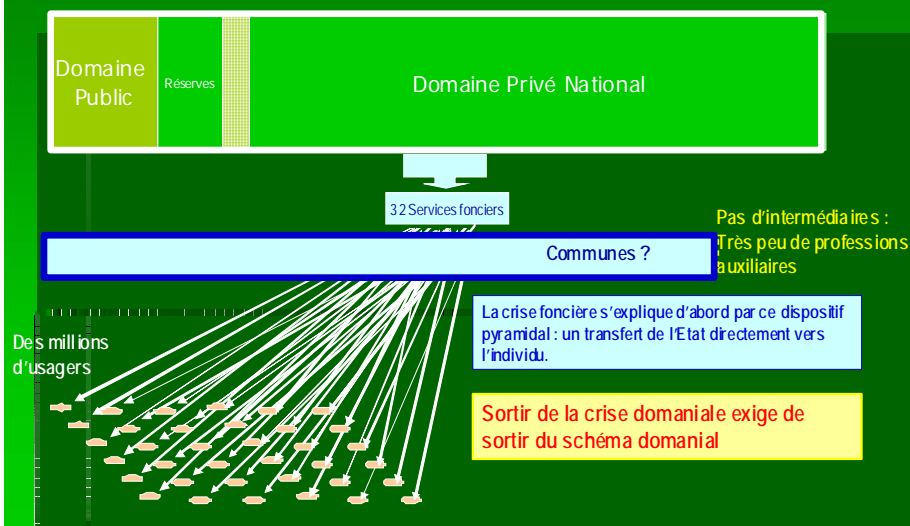 Domaine
Public
Réserves
Domaine Privé National
32 Services fonciers
Communes ?
Pas d'intermédiaires :
Très peu de professions
auxiliaires
La crise foncière s'explique d'abord par ce dispositif
pyramidal : un transfert de l'Etat directement vers
l'individu.
Des millions
d'usagers
Sortir de la crise domaniale exige de
sortir du schéma domanial